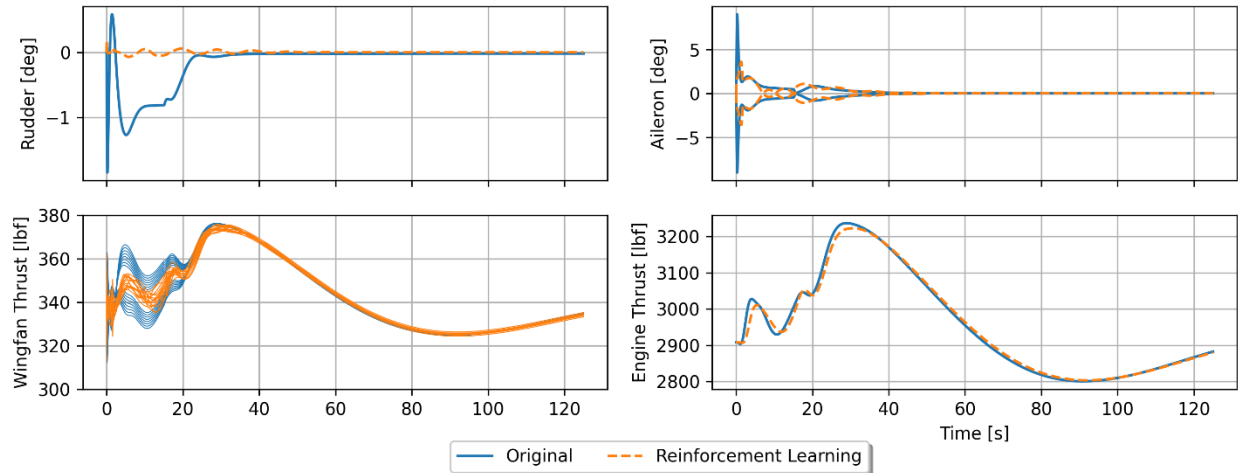 Rudder [deg]
0
−1
Aileron [deg]
5
0
−5
Wingfan Thrust [lbf]
380
360
340
320
300
0 20 40 60 80 100 120
Engine Thrust [lbf]
3200
3100
3000
2900
2800
0 20 40 60 80 100 120
Time [s]
Original Reinforcement Learning